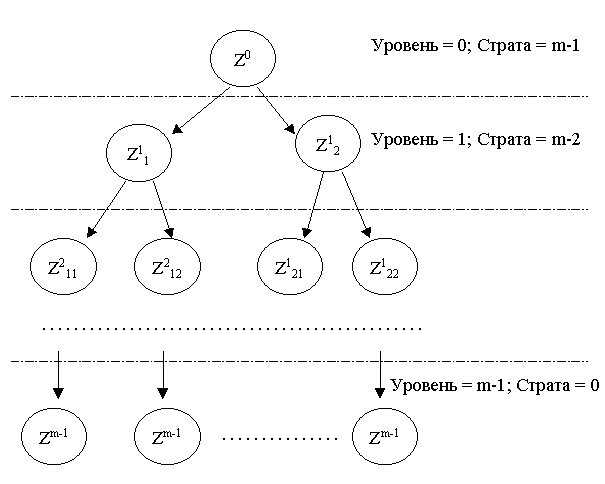 Уровень = 0; Страта = m-1
Z⁰
Z¹₁
Z¹₂
Уровень = 1; Страта = m-2
Z²₁₁ Z²₁₂ Z¹₂₁ Z¹₂₂
Уровень = m-1; Страта = 0
Zᵐ⁻¹ Zᵐ⁻¹ Zᵐ⁻¹